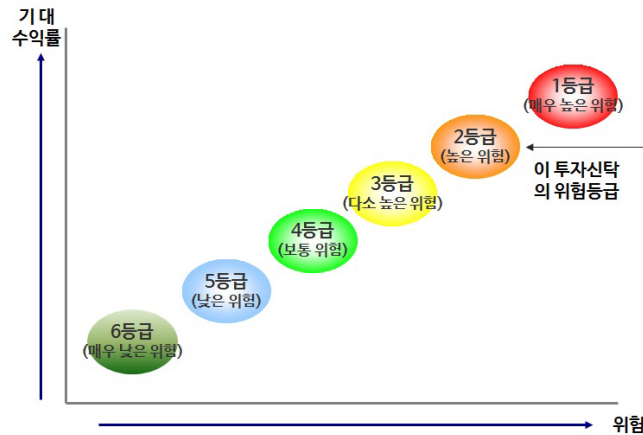 기 대
수익률
1등급
(매우 높은 위험)
2등급
(높은 위험)
이 투자신탁
의 위험등급
3등급
(다소 높은 위험)
4등급
(보통 위험)
5등급
(낮은 위험)
6등급
(매우 낮은 위험)
위험